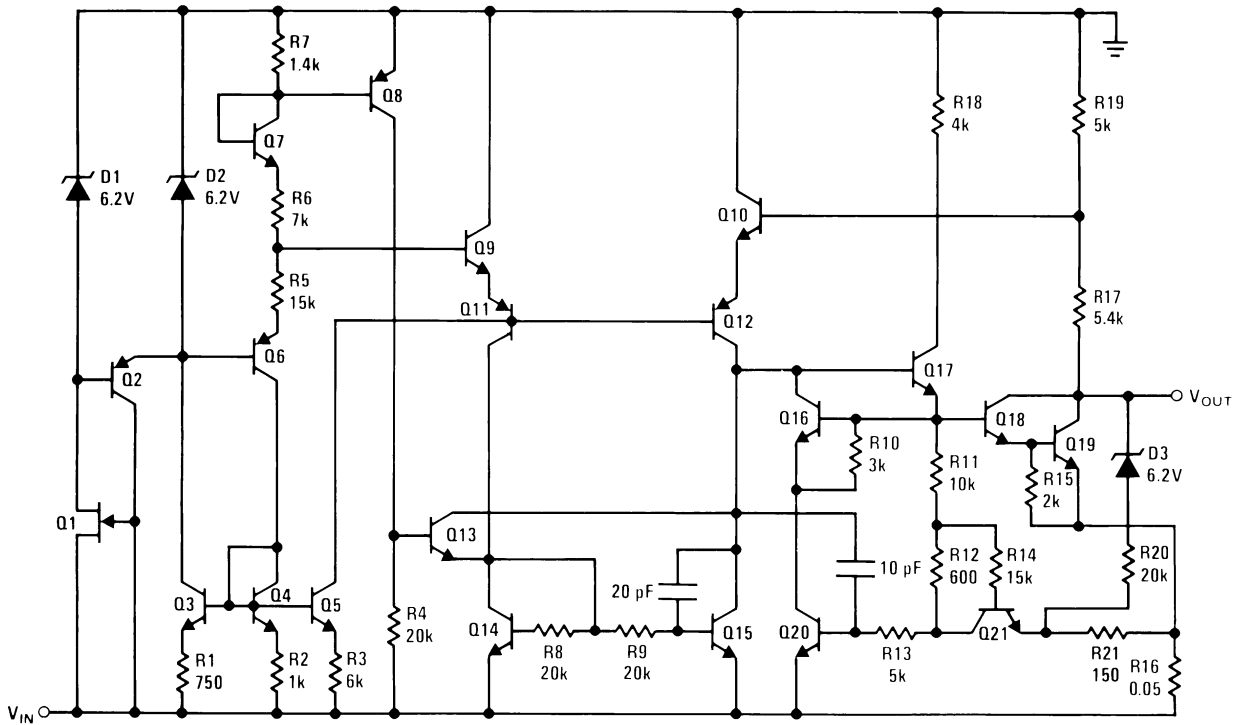 R7
1.4k
Q8
R18
4k
R19
5k
Q7
D1
6.2V
D2
6.2V
R6
7k
Q10
Q9
R5
15k
R17
5.4k
Q11
Q12
Q6
Q2
Q17
VOUT
Q16
Q18
Q19
R10
3k
D3
6.2V
R11
10k
R15
2k
Q1
Q13
R12
600
R14
15k
R20
20k
10 pF
20 pF
Q3
Q4
Q5
R4
20k
Q14
Q15
Q20
Q21
R8
20k
R9
20k
R13
5k
R21
150
R16
0.05
R1
750
R2
1k
R3
6k
VIN